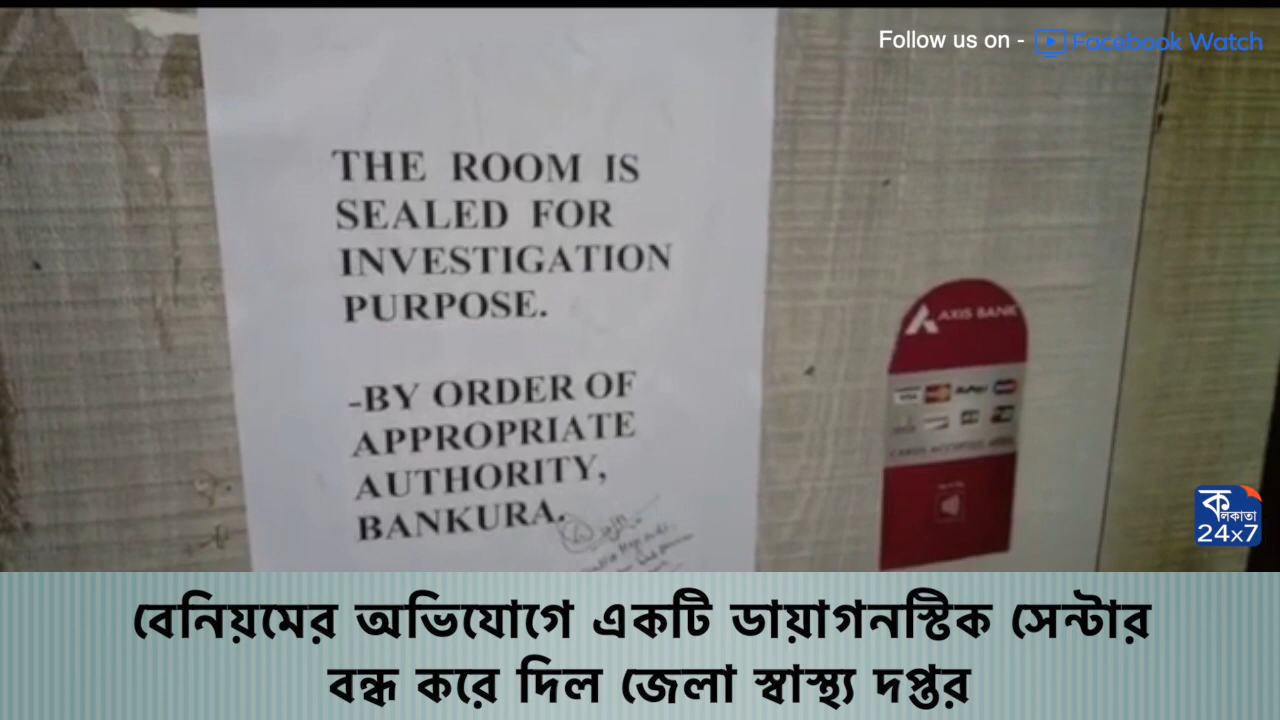 Follow us on - Facebook Watch
THE ROOM IS
SEALED FOR
INVESTIGATION
PURPOSE.
-BY ORDER OF
APPROPRIATE
AUTHORITY,
BANKURA.
AXIS BANK
VISA
কলকাতা
24x7
বেনিয়মের অভিযোগে একটি ডায়াগনস্টিক সেন্টার
বন্ধ করে দিল জেলা স্বাস্থ্য দপ্তর